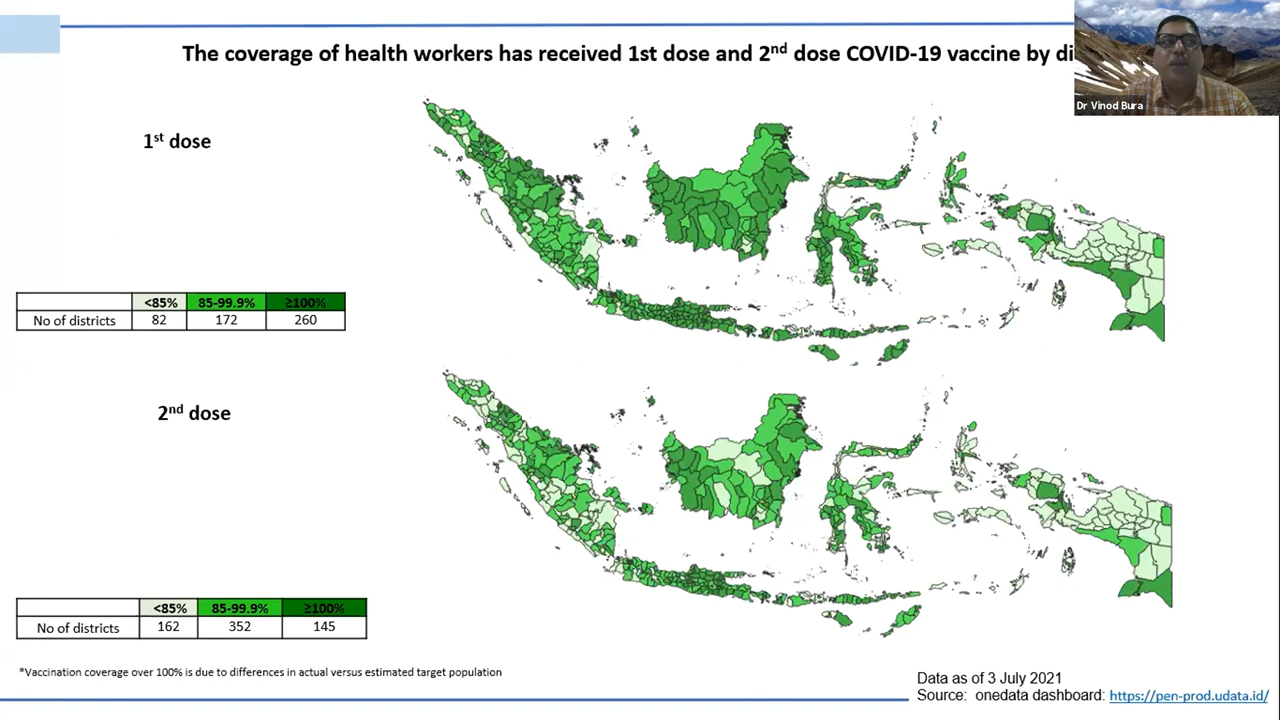 The coverage of health workers has received 1st dose and 2nd dose COVID-19 vaccine by di
Dr Vinod Bura
1st dose
<85% 85-99.9% ≥100%
No of districts 82 172 260
2nd dose
<85% 85-99.9% ≥100%
No of districts 162 352 145
*Vaccination coverage over 100% is due to differences in actual versus estimated target population
Data as of 3 July 2021
Source: onedata dashboard: https://pen-prod.udata.id/